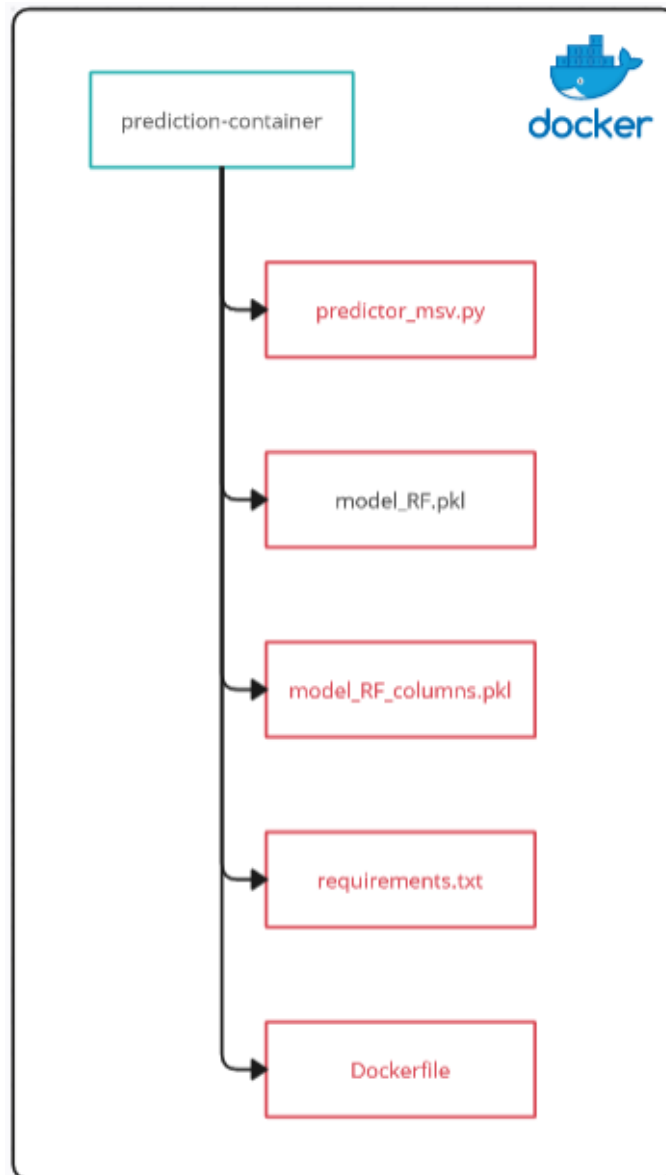 docker
prediction-container
predictor_msv.py
model_RF.pkl
model_RF_columns.pkl
requirements.txt
Dockerfile